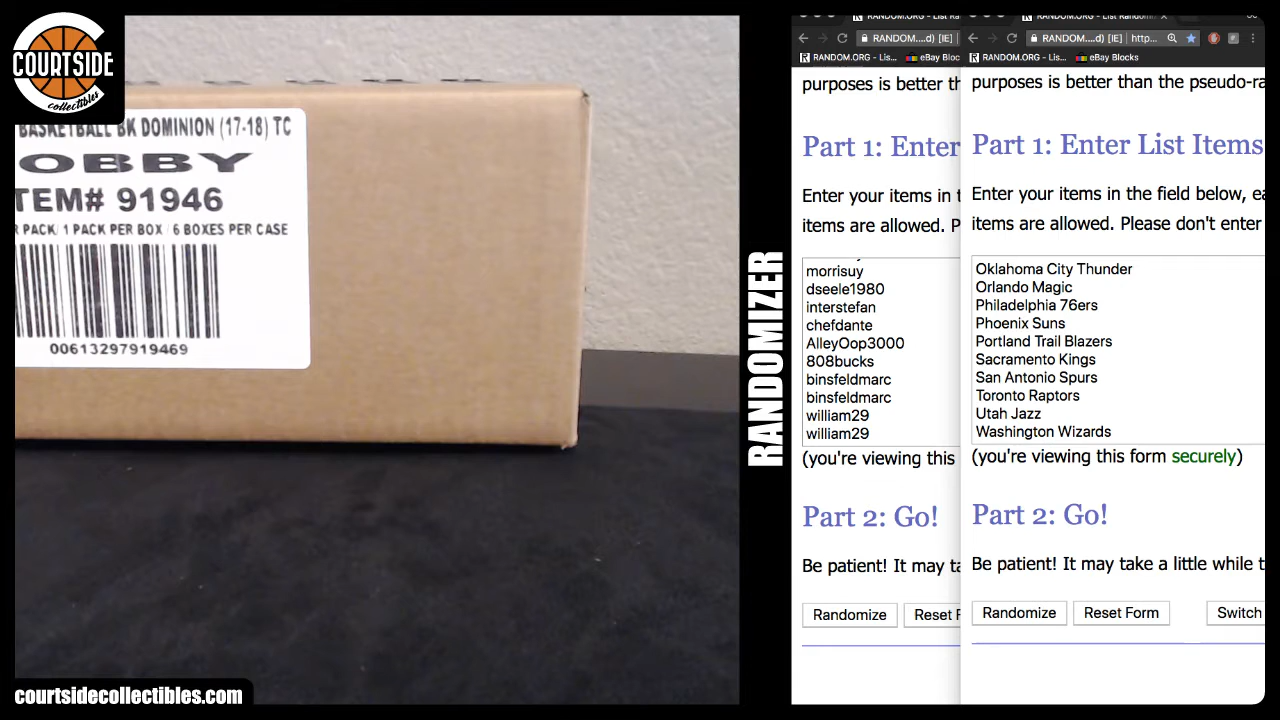 COURTSIDE
collectibles
BASKETBALL BK DOMINION (17-18) TC
OBBY
TEM# 91946
R PACK/ 1 PACK PER BOX / 6 BOXES PER CASE
00613297919469
courtsidecollectibles.com
RANDOMIZER
RANDOM.ORG - List Ra
RANDOM....d) [IE]
RANDOM.ORG - Lis...
eBay Blocks
purposes is better th
Part 1: Enter
Enter your items in t
items are allowed. P
morrisuy
dseele1980
interstefan
chefdante
AlleyOop3000
808bucks
binsfeldmarc
binsfeldmarc
william29
william29
(you're viewing this
Part 2: Go!
Be patient! It may ta
Randomize
Reset F
RANDOM.ORG - List Random
RANDOM....d) [IE] http...
RANDOM.ORG - Lis...
eBay Blocks
purposes is better than the pseudo-ra
Part 1: Enter List Items
Enter your items in the field below, ea
items are allowed. Please don't enter
Oklahoma City Thunder
Orlando Magic
Philadelphia 76ers
Phoenix Suns
Portland Trail Blazers
Sacramento Kings
San Antonio Spurs
Toronto Raptors
Utah Jazz
Washington Wizards
(you're viewing this form securely)
Part 2: Go!
Be patient! It may take a little while t
Randomize
Reset Form
Switch